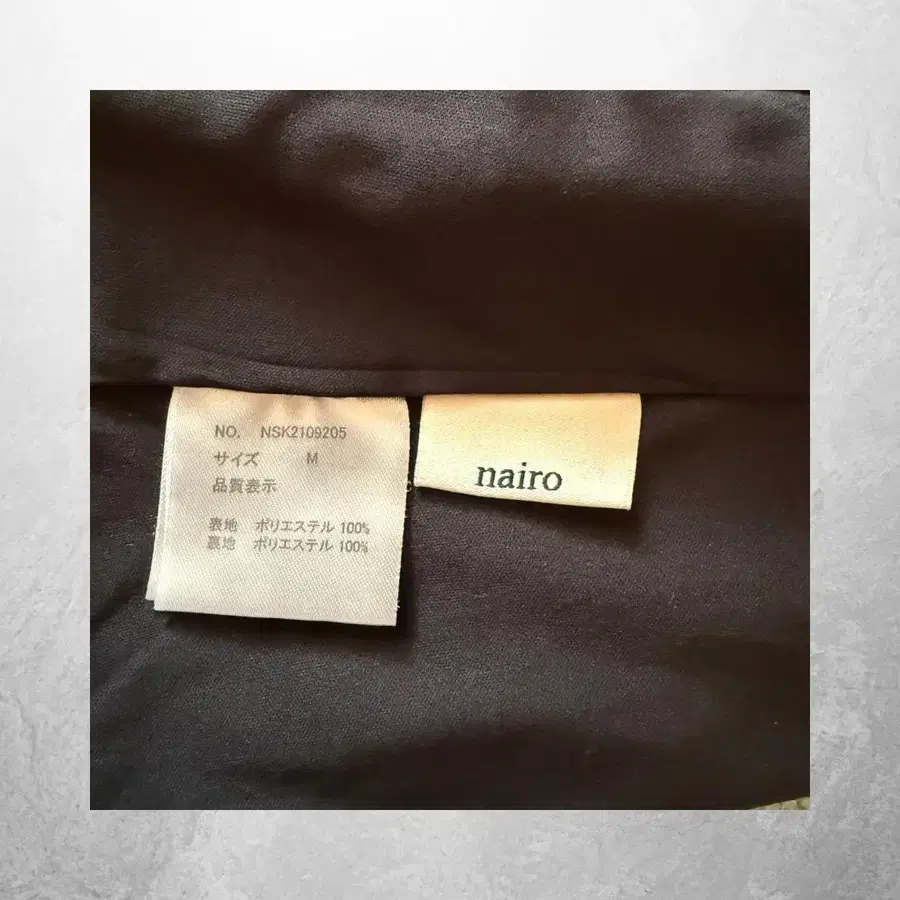 NO. NSK2109205
サイズ M
品質表示
表地 ポリエステル 100%
裏地 ポリエステル 100%
nairo